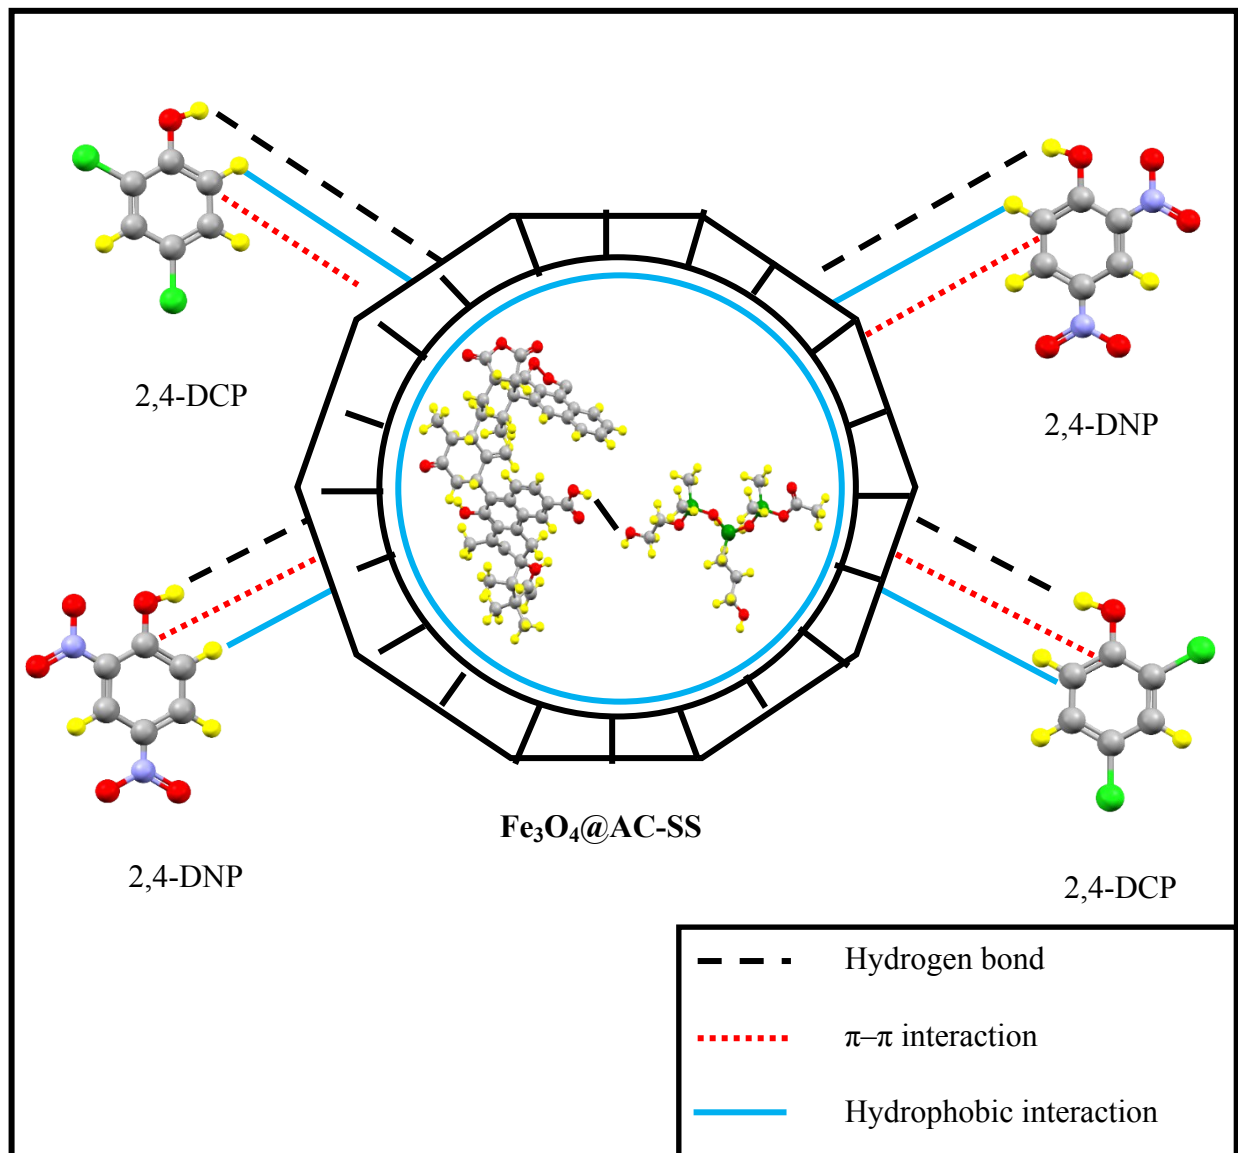 2,4-DCP
2,4-DNP
Fe₃O₄@AC-SS
2,4-DNP
2,4-DCP
Hydrogen bond
π–π interaction
Hydrophobic interaction